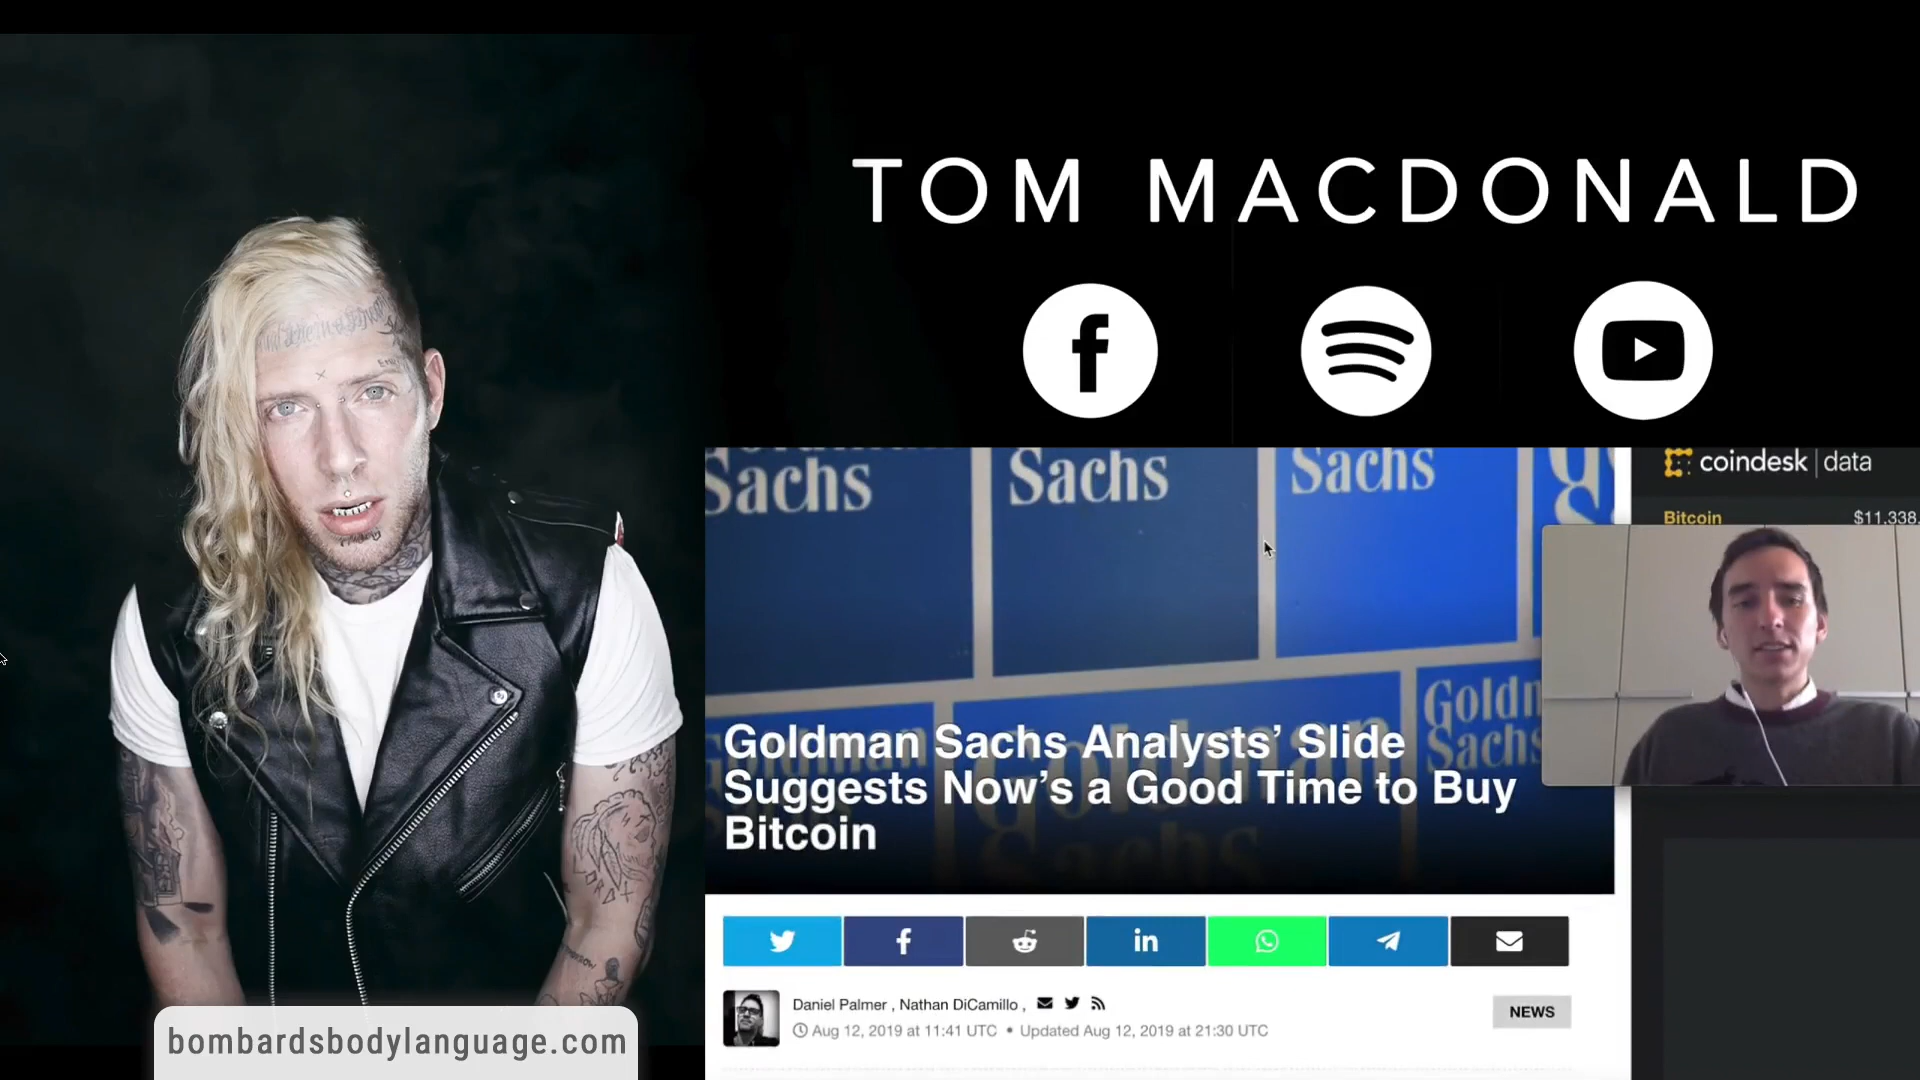 TOM MACDONALD
Goldman
Sachs
Sachs
Sachs
coindesk | data
Bitcoin $11,338.
Goldman Sachs Analysts’ Slide
Suggests Now’s a Good Time to Buy
Bitcoin
Daniel Palmer , Nathan DiCamillo ,
NEWS
Aug 12, 2019 at 11:41 UTC • Updated Aug 12, 2019 at 21:30 UTC
bombardsbodylanguage.com